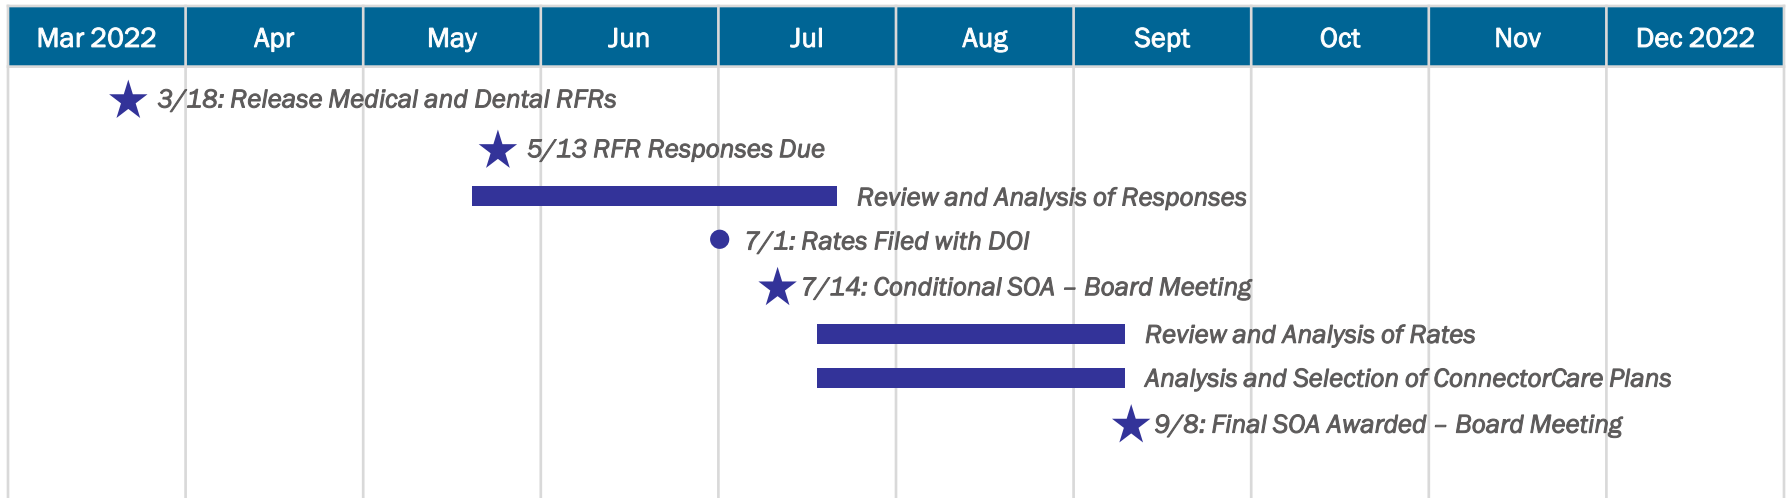 Mar 2022 Apr May Jun Jul Aug Sept Oct Nov Dec 2022
3/18: Release Medical and Dental RFRs
5/13 RFR Responses Due
Review and Analysis of Responses
7/1: Rates Filed with DOI
7/14: Conditional SOA – Board Meeting
Review and Analysis of Rates
Analysis and Selection of ConnectorCare Plans
9/8: Final SOA Awarded – Board Meeting